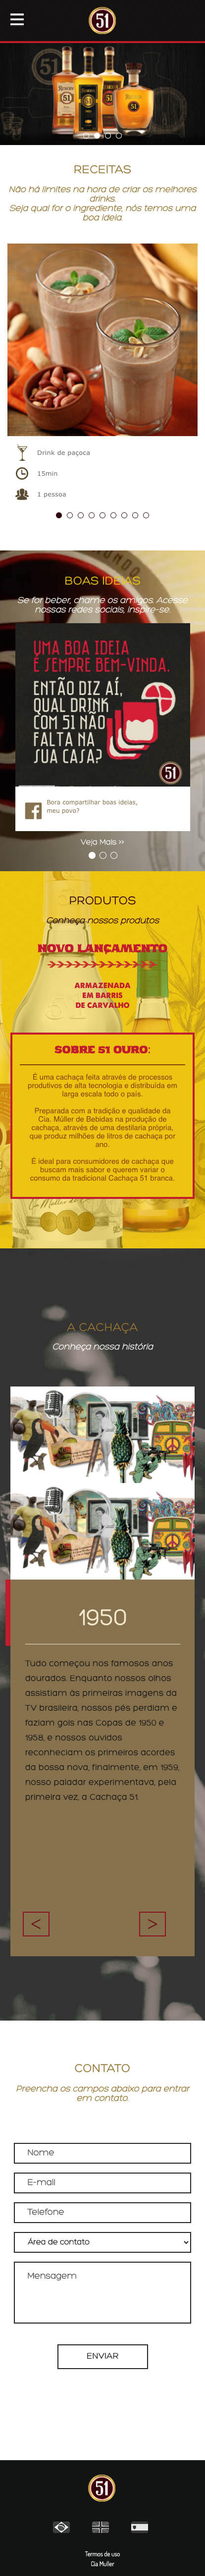 51
RESERVA
51
51
RECEITAS
Não há limites na hora de criar os melhores
drinks.
Seja qual for o ingrediente, nós temos uma
boa ideia.
Drink de paçoca
15min
1 pessoa
BOAS IDEIAS
Se for beber, chame os amigos. Acesse
nossas redes sociais, inspire-se.
UMA BOA IDEIA
É SEMPRE BEM-VINDA.
ENTÃO DIZ AÍ,
QUAL DRINK
COM 51 NÃO
FALTA NA
SUA CASA?
51
Bora compartilhar boas ideias,
meu povo?
Veja Mais >>
PRODUTOS
Conheça nossos produtos
NOVO LANÇAMENTO
ARMAZENADA
EM BARRIS
DE CARVALHO
SOBRE 51 OURO:
É uma cachaça feita através de processos
produtivos de alta tecnologia e distribuída em
larga escala todo o país.
Preparada com a tradição e qualidade da
Cia. Müller de Bebidas na produção de
cachaça, através de uma destilaria própria,
que produz milhões de litros de cachaça por
ano.
É ideal para consumidores de cachaça que
buscam mais sabor e querem variar o
consumo da tradicional Cachaça 51 branca.
A CACHAÇA
Conheça nossa história
1950
Tudo começou nos famosos anos
dourados. Enquanto nossos olhos
assistiam às primeiras imagens da
TV brasileira, nossos pés perdiam e
faziam gols nas Copas de 1950 e
1958, e nossos ouvidos
reconheciam os primeiros acordes
da bossa nova, finalmente, em 1959,
nosso paladar experimentava, pela
primeira vez, a Cachaça 51.
<
>
CONTATO
Preencha os campos abaixo para entrar
em contato.
Nome
E-mail
Telefone
Área de contato
Mensagem
ENVIAR
51
Termos de uso
Cia Muller